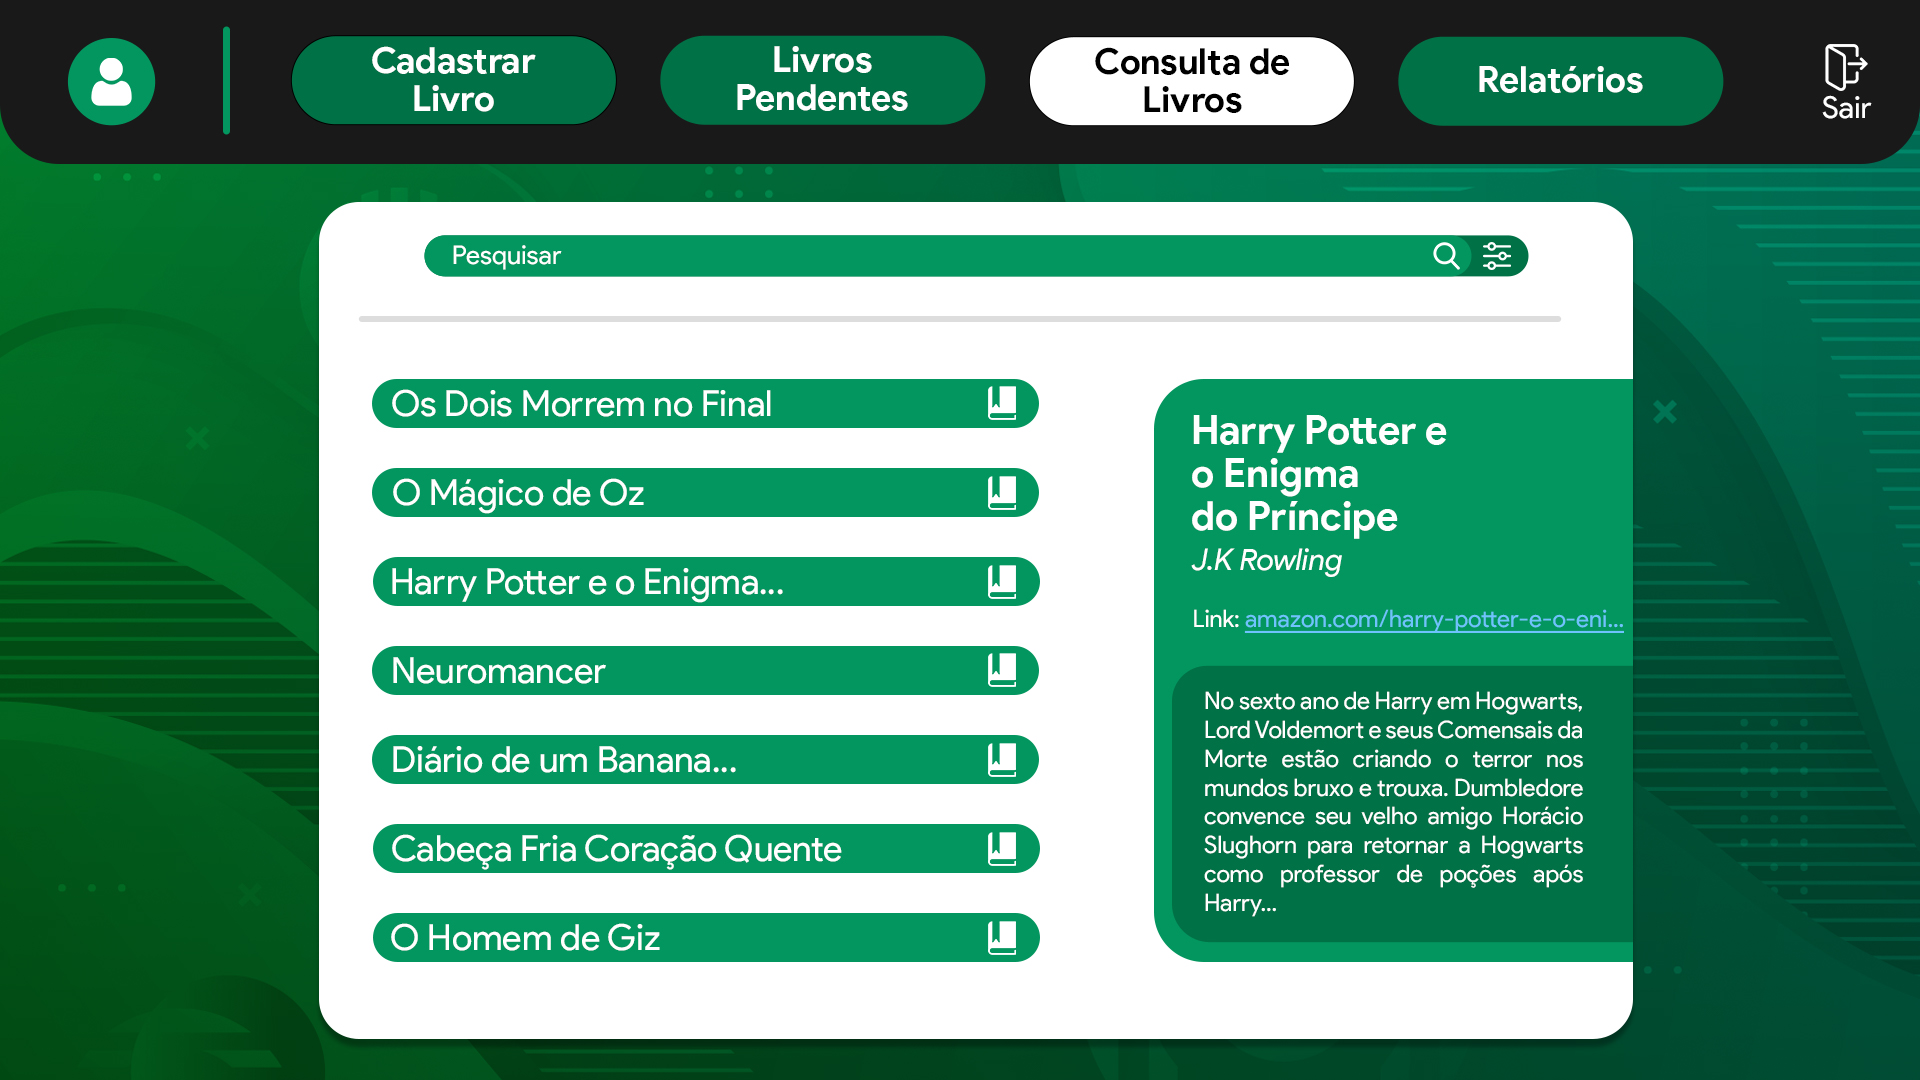 Cadastrar
Livro
Livros
Pendentes
Consulta de
Livros
Relatórios
Sair
Pesquisar
Os Dois Morrem no Final
O Mágico de Oz
Harry Potter e o Enigma...
Neuromancer
Diário de um Banana...
Cabeça Fria Coração Quente
O Homem de Giz
Harry Potter e
o Enigma
do Príncipe
J.K Rowling
Link: amazon.com/harry-potter-e-o-eni...
No sexto ano de Harry em Hogwarts,
Lord Voldemort e seus Comensais da
Morte estão criando o terror nos
mundos bruxo e trouxa. Dumbledore
convence seu velho amigo Horácio
Slughorn para retornar a Hogwarts
como professor de poções após
Harry...